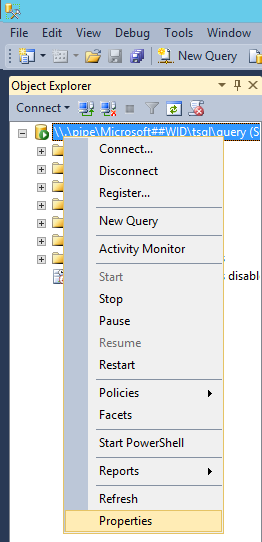 File Edit View Debug Tools Window
New Query
Object Explorer
Connect
\\.\pipe\Microsoft##WID\tsql\query (S
Connect...
Disconnect
Register...
New Query
Activity Monitor
Start
Stop
Pause
Resume
Restart
Policies
Facets
Start PowerShell
Reports
Refresh
Properties